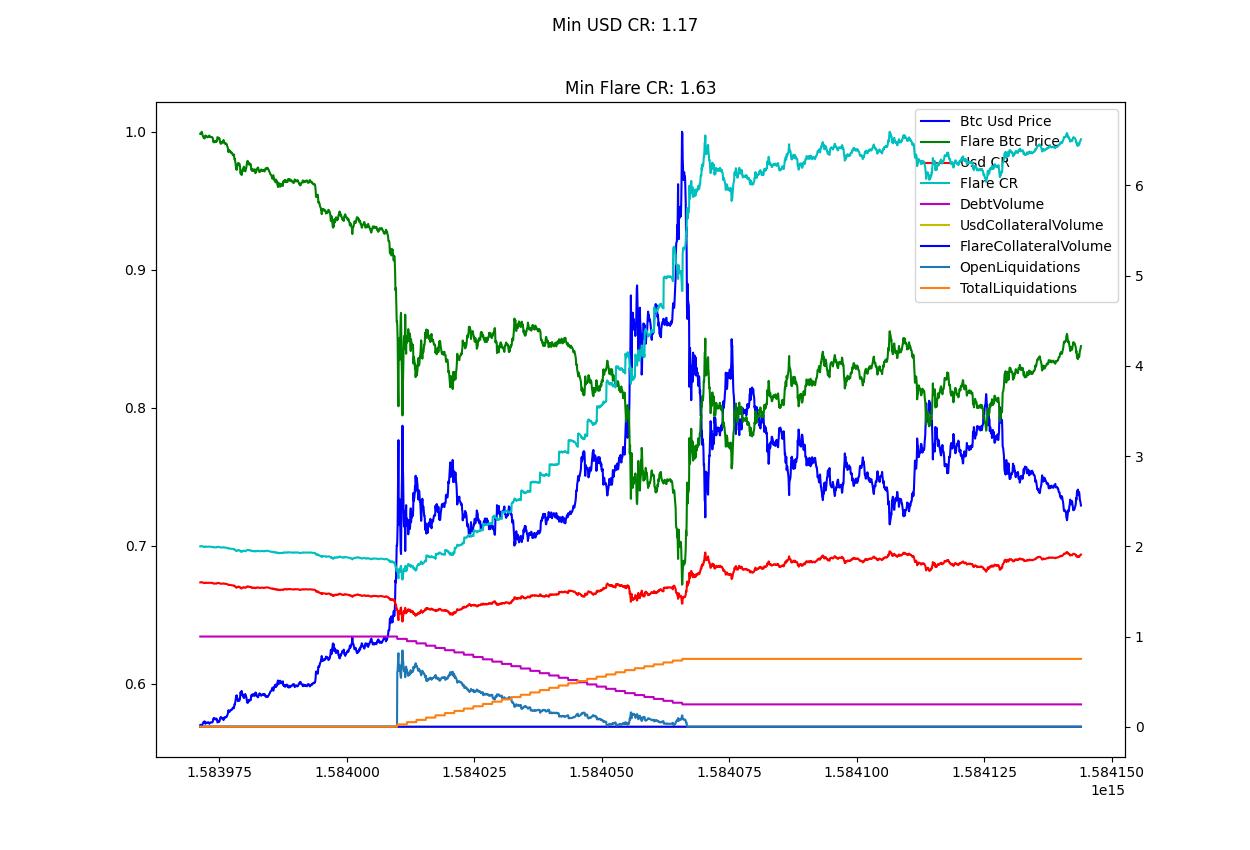 Min USD CR: 1.17
Min Flare CR: 1.63
1.0
0.9
0.8
0.7
0.6
6
5
4
3
2
1
0
Btc Usd Price
Flare Btc Price
Usd CR
Flare CR
DebtVolume
UsdCollateralVolume
FlareCollateralVolume
OpenLiquidations
TotalLiquidations
1.583975 1.584000 1.584025 1.584050 1.584075 1.584100 1.584125 1.584150
1e15